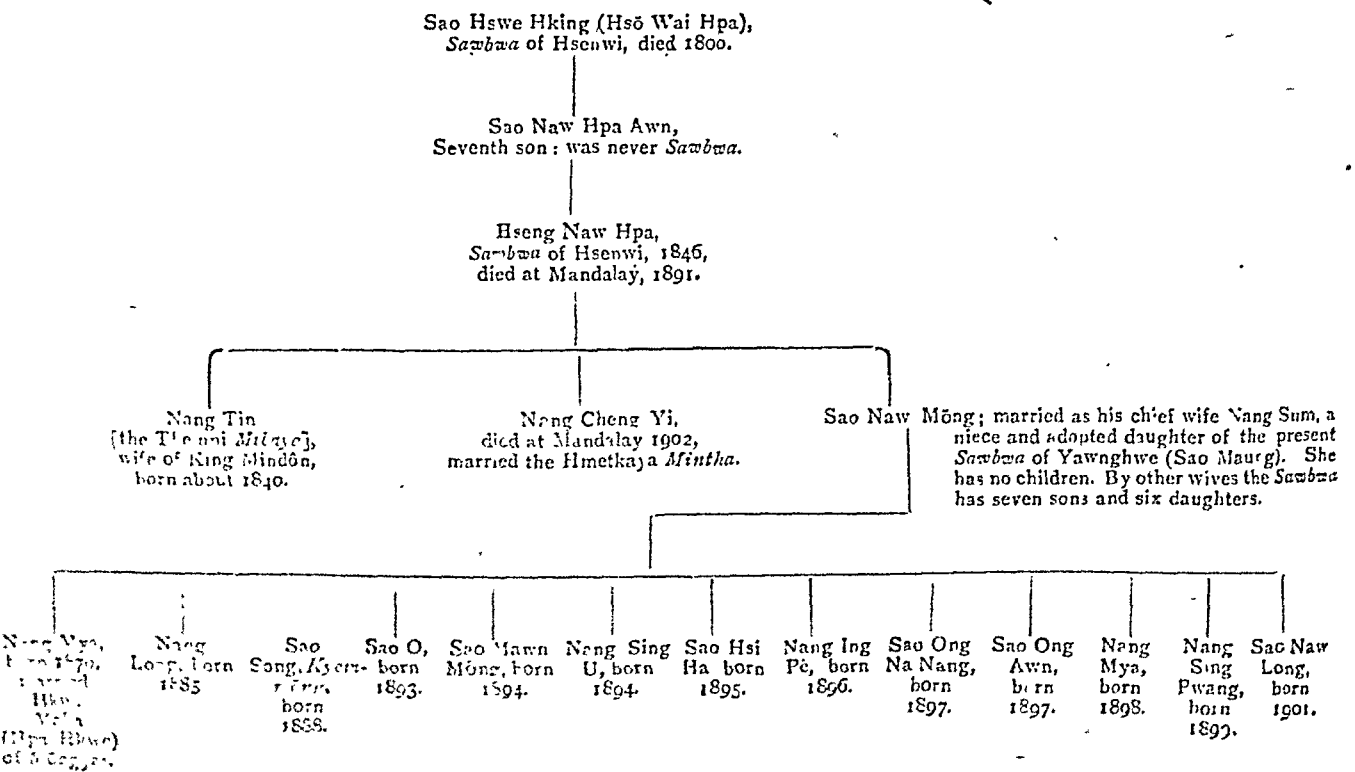 Sao Hswe Hking (Hsö Wai Hpa),
Sawbwa of Hsenwi, died 1800.
Sao Naw Hpa Awn,
Seventh son : was never Sawbwa.
Hseng Naw Hpa,
Sawbwa of Hsenwi, 1846,
died at Mandalay, 1891.
Nang Tin
[the
wife of King Mindôn,
born about 1840.
Nang Cheng Yi,
died at Mandalay 1902,
married the Hmetkaya Mintha.
Sao Naw Möng; married as his chief wife Nang Sum, a
niece and adopted daughter of the present
Sawbwa of Yawnghwe (Sao Maung). She
has no children. By other wives the Sawbwa
has seven sons and six daughters.
Nang
born
married
of
Nang
Long, born
1885
Sao
Song,
born
1888.
Sao O,
born
1893.
Sao Mawn
Möng, born
1894.
Nang Sing
U, born
1894.
Sao Hsi
Ha born
1895.
Nang Ing
Pè, born
1896.
Sao Ong
Na Nang,
born
1897.
Sao Ong
Awn,
born
1897.
Nang
Mya,
born
1898.
Nang
Sing
Pwang,
born
1899.
Sao Naw
Long,
born
1901.